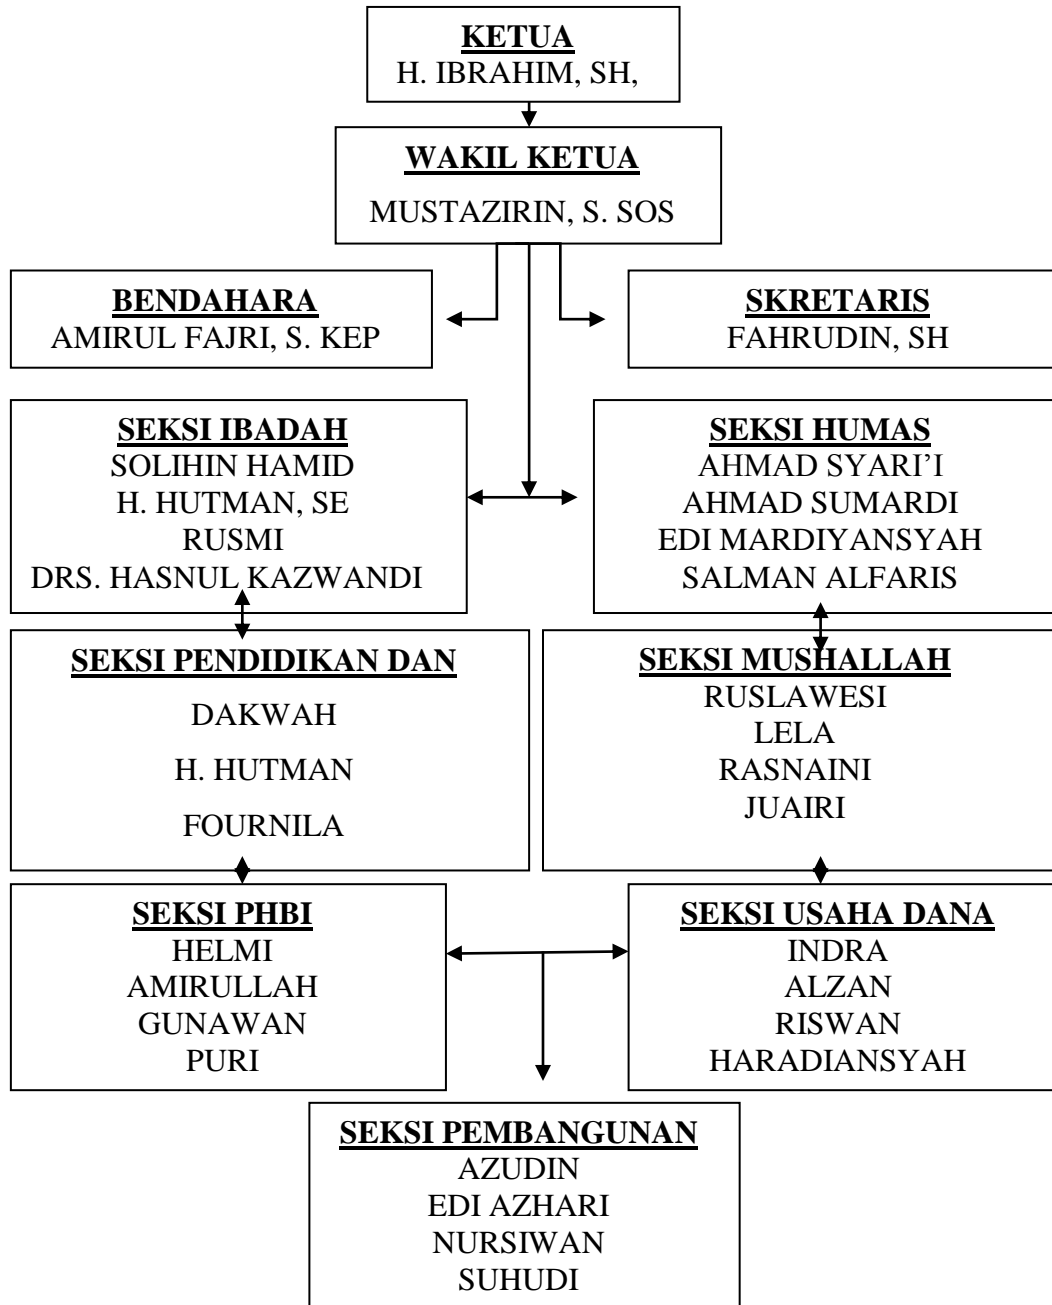 KETUA
H. IBRAHIM, SH,
WAKIL KETUA
MUSTAZIRIN, S. SOS
BENDAHARA
AMIRUL FAJRI, S. KEP
SKRETARIS
FAHRUDIN, SH
SEKSI IBADAH
SOLIHIN HAMID
H. HUTMAN, SE
RUSMI
DRS. HASNUL KAZWANDI
SEKSI HUMAS
AHMAD SYARI’I
AHMAD SUMARDI
EDI MARDIYANSYAH
SALMAN ALFARIS
SEKSI PENDIDIKAN DAN
DAKWAH
H. HUTMAN
FOURNILA
SEKSI MUSHALLAH
RUSLAWESI
LELA
RASNAINI
JUAIRI
SEKSI PHBI
HELMI
AMIRULLAH
GUNAWAN
PURI
SEKSI USAHA DANA
INDRA
ALZAN
RISWAN
HARADIANSYAH
SEKSI PEMBANGUNAN
AZUDIN
EDI AZHARI
NURSIWAN
SUHUDI